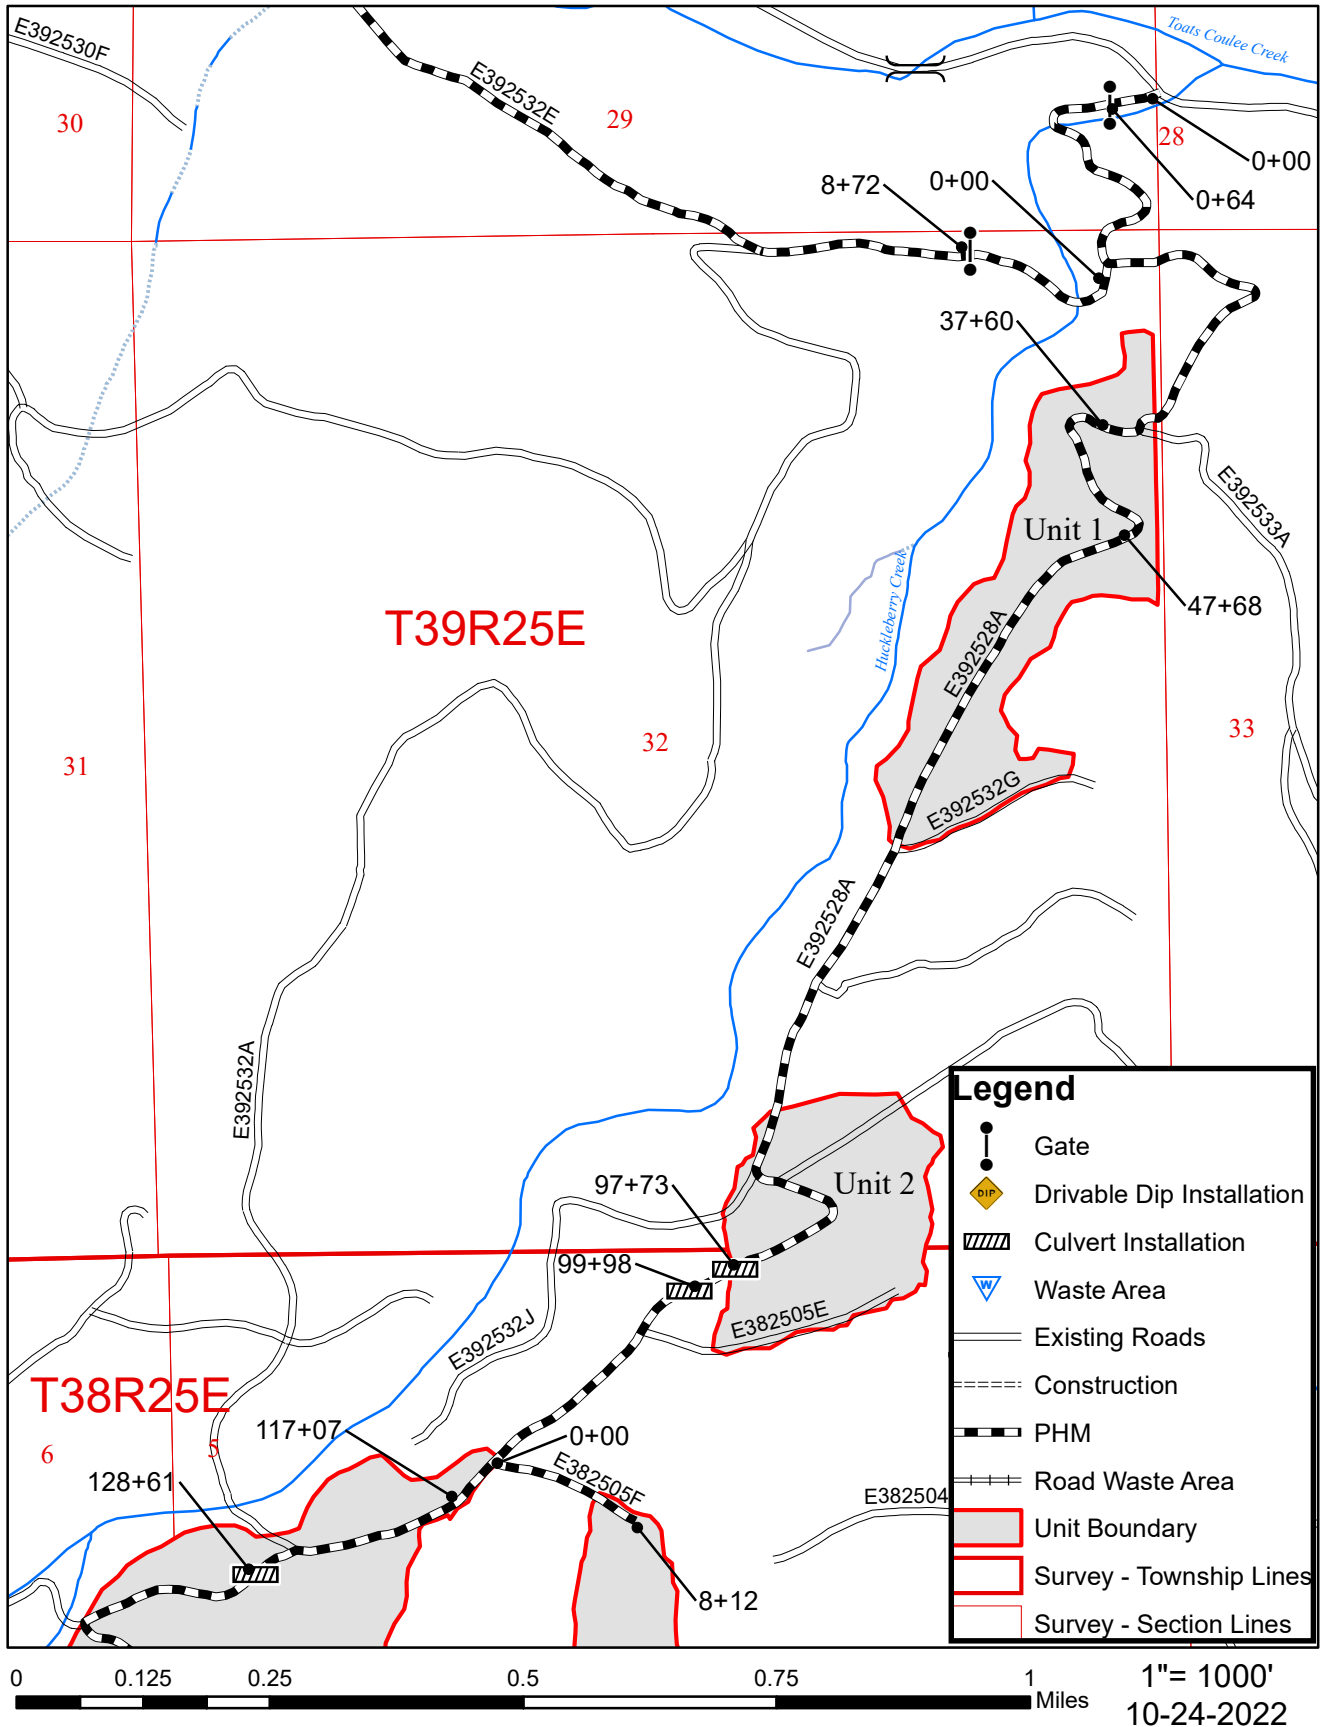 E392530F
Toats Coulee Creek
E392532E
30
29
28
0+00
8+72
0+00
0+64
37+60
E392533A
Unit 1
Huckleberry Creek
47+68
T39R25E
E392528A
32
33
31
E392532G
E392528A
E392532A
97+73
Unit 2
99+98
E382505E
E392532J
T38R25E
6
5
117+07
0+00
128+61
E382505F
E382504
8+12
Legend
Gate
DIP
Drivable Dip Installation
Culvert Installation
W
Waste Area
Existing Roads
Construction
PHM
Road Waste Area
Unit Boundary
Survey - Township Lines
Survey - Section Lines
0 0.125 0.25 0.5 0.75 1
Miles
1"= 1000'
10-24-2022